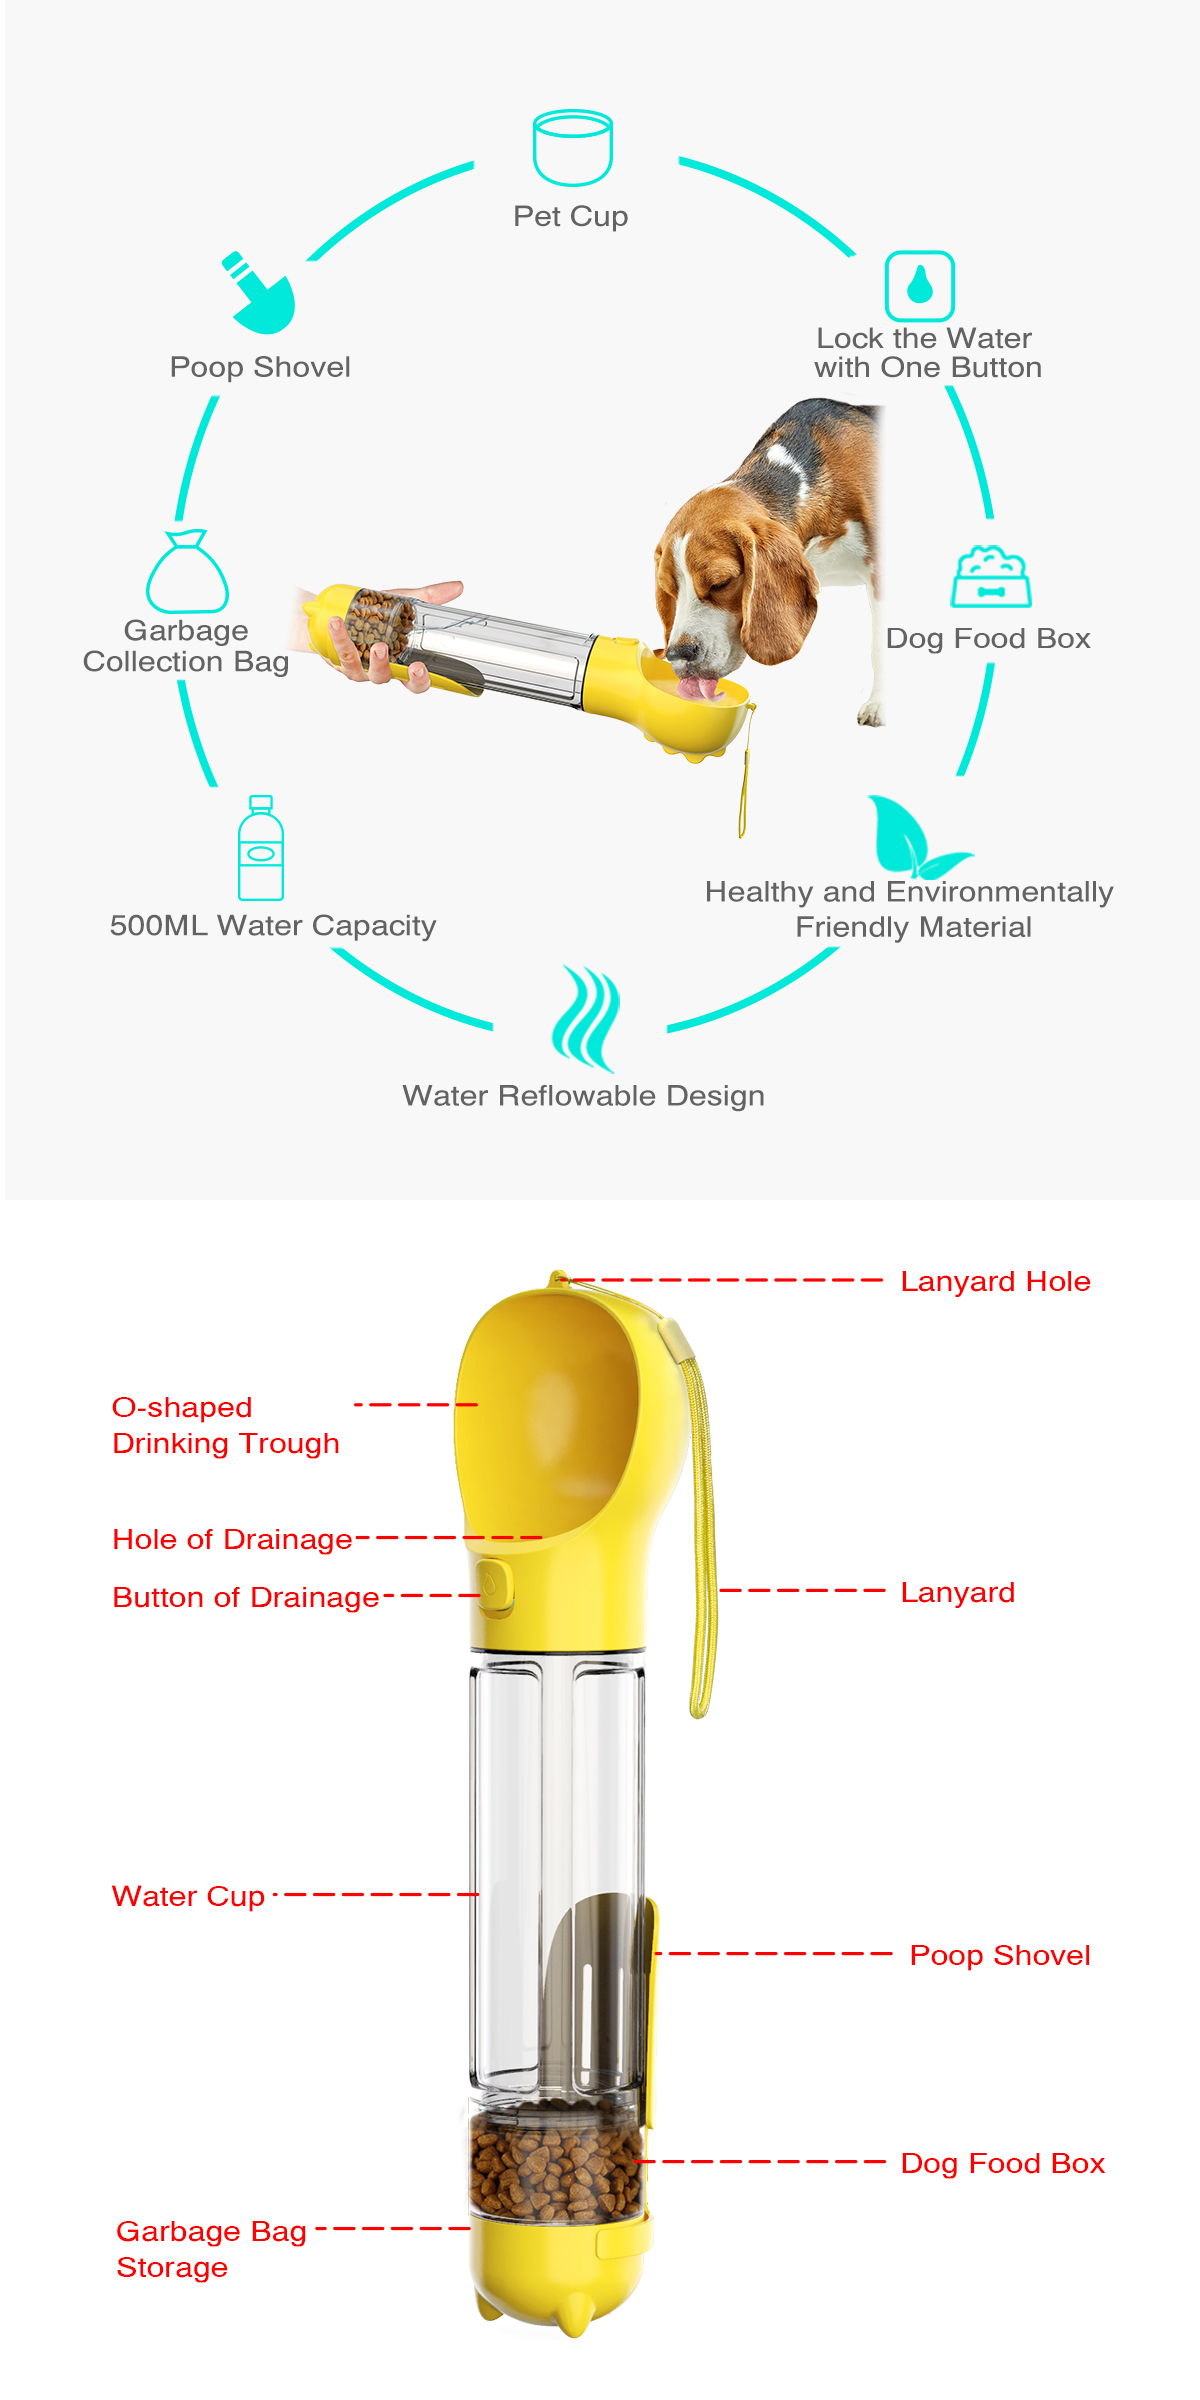 Pet Cup
Poop Shovel
Lock the Water
with One Button
Garbage
Collection Bag
Dog Food Box
500ML Water Capacity
Healthy and Environmentally
Friendly Material
Water Reflowable Design
Lanyard Hole
O-shaped
Drinking Trough
Hole of Drainage
Button of Drainage
Lanyard
Water Cup
Poop Shovel
Dog Food Box
Garbage Bag
Storage